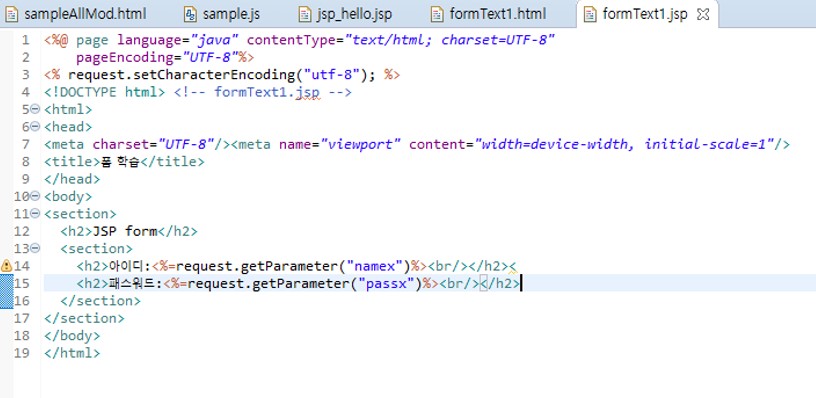 sampleAllMod.html sample.js jsp_hello.jsp formText1.html formText1.jsp
1 <%@ page language="java" contentType="text/html; charset=UTF-8"
2 pageEncoding="UTF-8"%>
3 <% request.setCharacterEncoding("utf-8"); %>
4 <!DOCTYPE html> <!-- formText1.jsp -->
5 <html>
6 <head>
7 <meta charset="UTF-8"/><meta name="viewport" content="width=device-width, initial-scale=1"/>
8 <title>폼 학습</title>
9 </head>
10 <body>
11 <section>
12 <h2>JSP form</h2>
13 <section>
14 <h2>아이디:<%=request.getParameter("namex")%><br/></h2><
15 <h2>패스워드:<%=request.getParameter("passx")%><br/></h2>
16 </section>
17 </section>
18 </body>
19 </html>